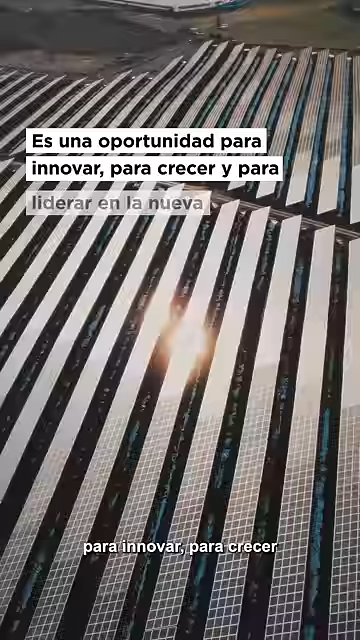 Es una oportunidad para
innovar, para crecer y para
liderar en la nueva
para innovar, para crecer